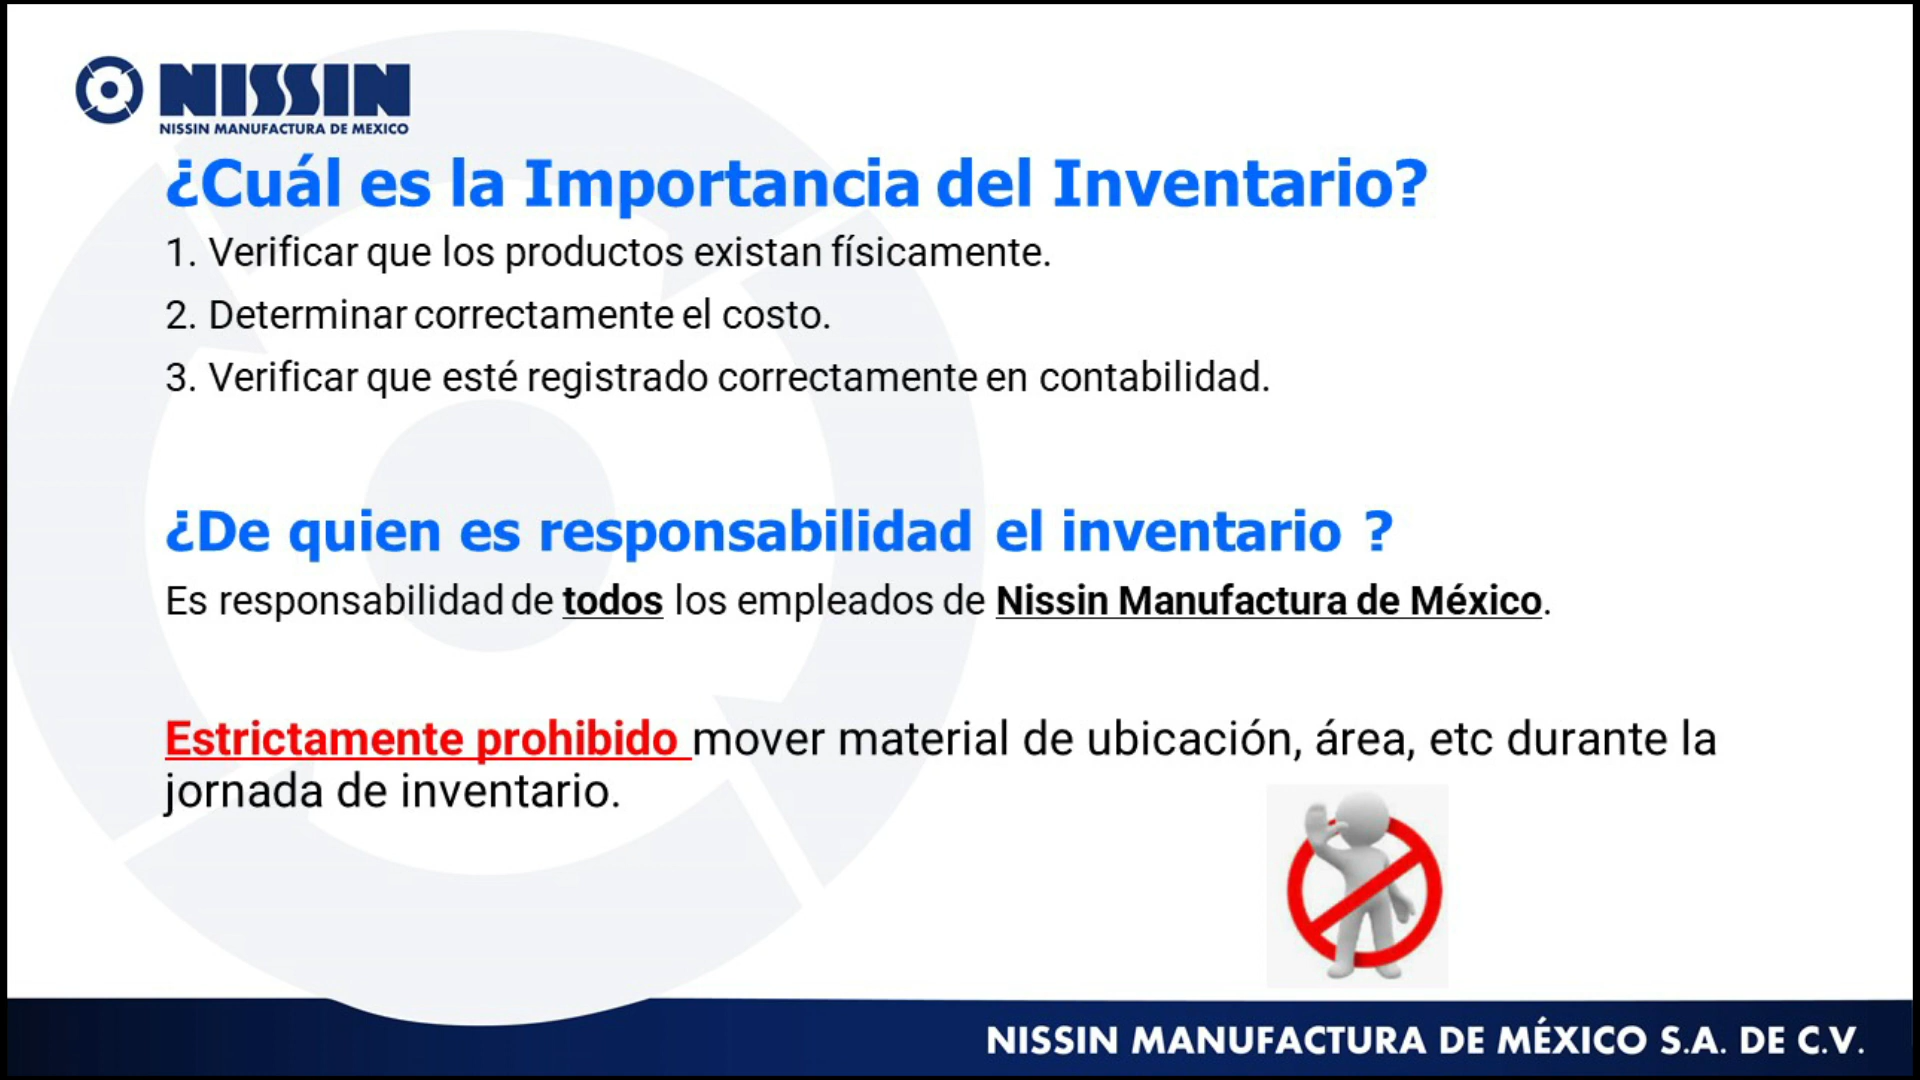 NISSIN
NISSIN MANUFACTURA DE MEXICO
¿Cuál es la Importancia del Inventario?
1. Verificar que los productos existan físicamente.
2. Determinar correctamente el costo.
3. Verificar que esté registrado correctamente en contabilidad.
¿De quien es responsabilidad el inventario ?
Es responsabilidad de todos los empleados de Nissin Manufactura de México.
Estrictamente prohibido mover material de ubicación, área, etc durante la
jornada de inventario.
NISSIN MANUFACTURA DE MÉXICO S.A. DE C.V.